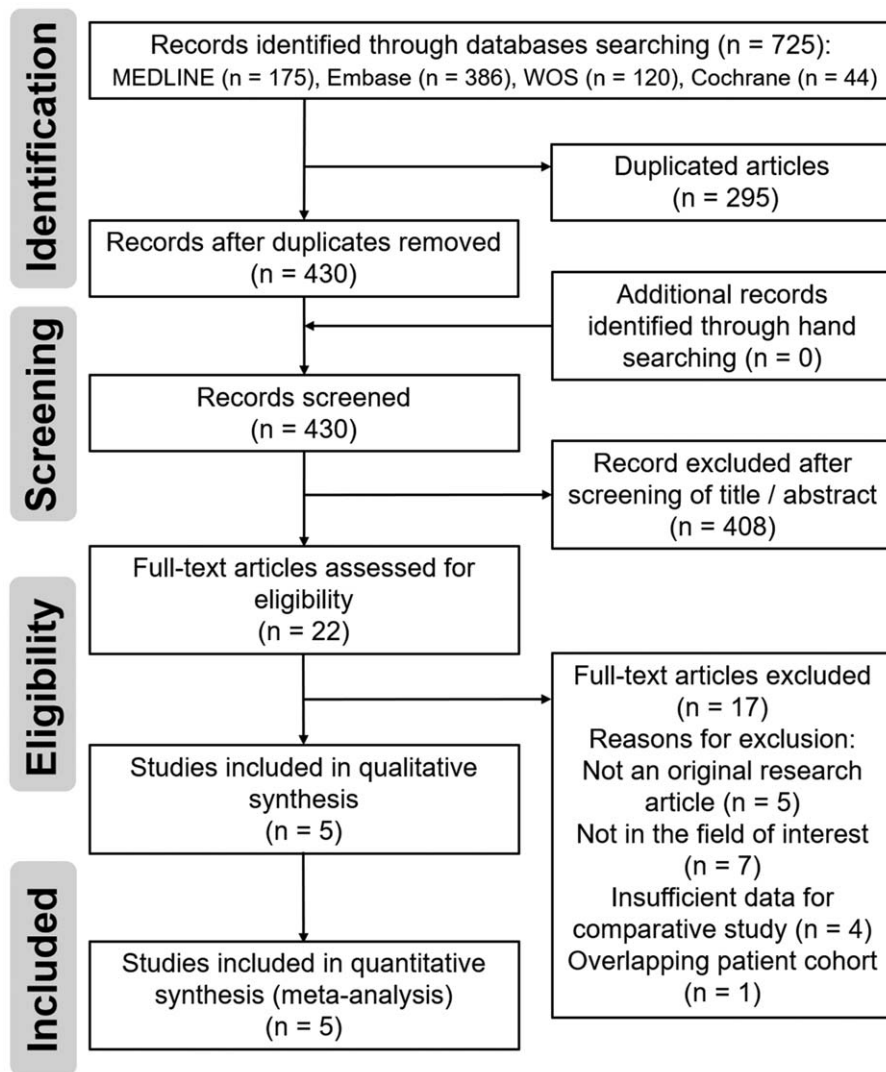 Identification
Records identified through databases searching (n = 725):
MEDLINE (n = 175), Embase (n = 386), WOS (n = 120), Cochrane (n = 44)
Duplicated articles
(n = 295)
Records after duplicates removed
(n = 430)
Screening
Additional records
identified through hand
searching (n = 0)
Records screened
(n = 430)
Record excluded after
screening of title / abstract
(n = 408)
Eligibility
Full-text articles assessed for
eligibility
(n = 22)
Full-text articles excluded
(n = 17)
Reasons for exclusion:
Not an original research
article (n = 5)
Not in the field of interest
(n = 7)
Insufficient data for
comparative study (n = 4)
Overlapping patient cohort
(n = 1)
Studies included in qualitative
synthesis
(n = 5)
Included
Studies included in quantitative
synthesis (meta-analysis)
(n = 5)